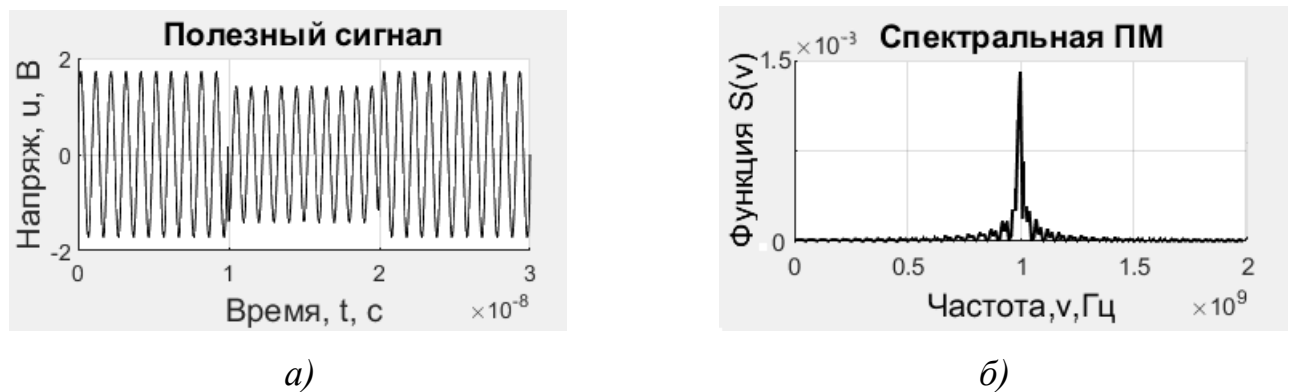 Полезный сигнал
Напряж, u, В
2
0
-2
0
1
2
3
Время, t, с
×10⁻⁸
а)
Спектральная ПМ
Функция S(v)
×10⁻³
1.5
0
0
0.5
1
1.5
2
Частота,v,Гц
×10⁹
б)